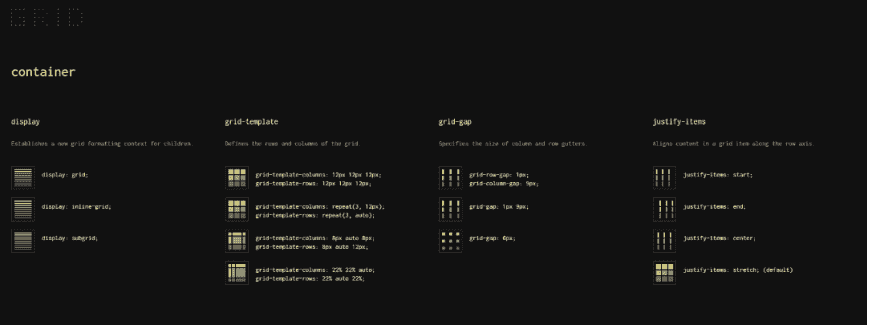 GRID
container
display
Establishes a new grid formatting context for children.
display: grid;
display: inline-grid;
display: subgrid;
grid-template
Defines the rows and columns of the grid.
grid-template-columns: 12px 12px 12px;
grid-template-rows: 12px 12px 12px;
grid-template-columns: repeat(3, 12px);
grid-template-rows: repeat(3, auto);
grid-template-columns: 8px auto 8px;
grid-template-rows: 8px auto 12px;
grid-template-columns: 22% 22% auto;
grid-template-rows: 22% auto 22%;
grid-gap
Specifies the size of column and row gutters.
grid-row-gap: 1px;
grid-column-gap: 9px;
grid-gap: 1px 9px;
grid-gap: 6px;
justify-items
Aligns content in a grid item along the row axis.
justify-items: start;
justify-items: end;
justify-items: center;
justify-items: stretch; (default)